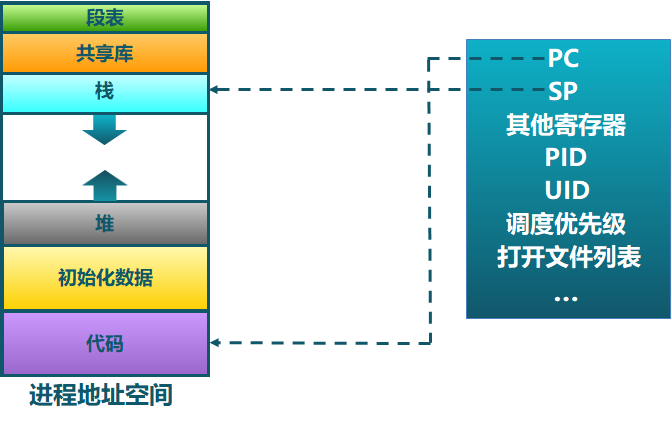 段表
共享库
栈
堆
初始化数据
代码
进程地址空间
PC
SP
其他寄存器
PID
UID
调度优先级
打开文件列表
...